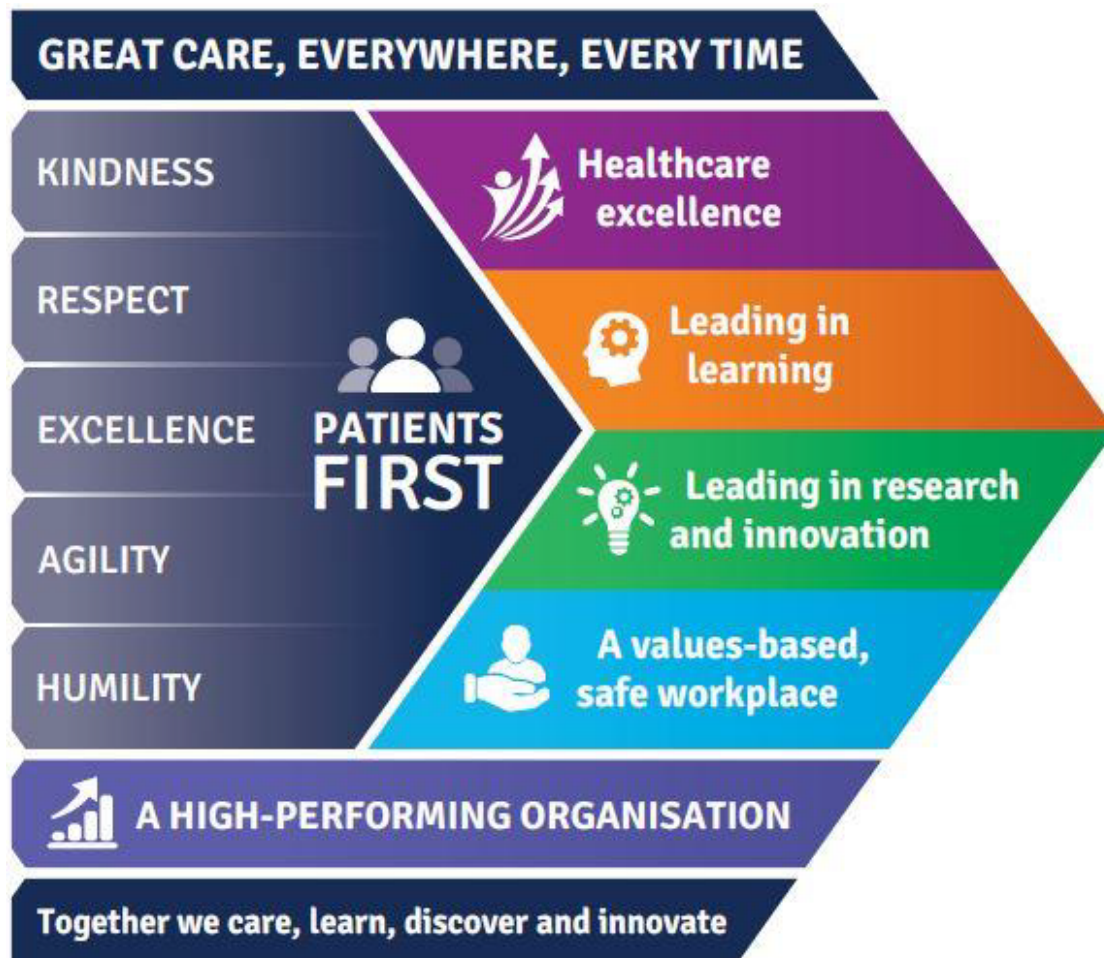 GREAT CARE, EVERYWHERE, EVERY TIME
KINDNESS
RESPECT
EXCELLENCE
AGILITY
HUMILITY
PATIENTS
FIRST
Healthcare
excellence
Leading in
learning
Leading in research
and innovation
A values-based,
safe workplace
A HIGH-PERFORMING ORGANISATION
Together we care, learn, discover and innovate